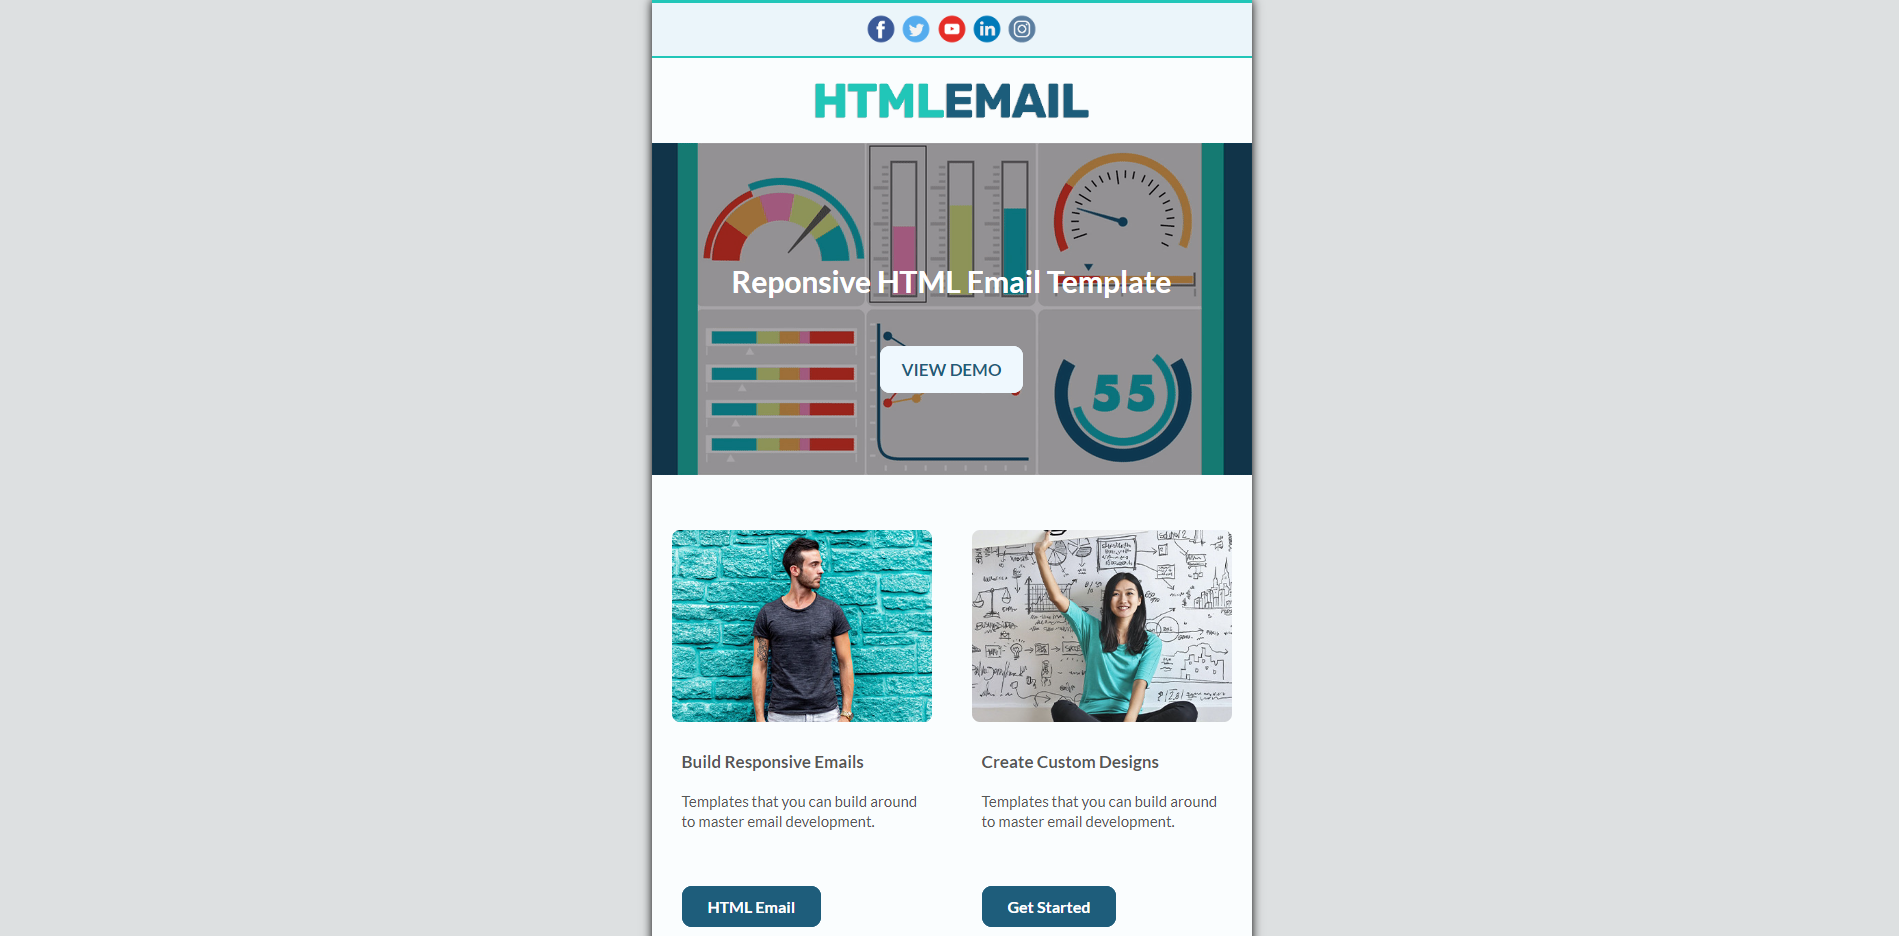 HTMLEMAIL
Reponsive HTML Email Template
VIEW DEMO
55
Build Responsive Emails
Create Custom Designs
Templates that you can build around
to master email development.
Templates that you can build around
to master email development.
HTML Email
Get Started